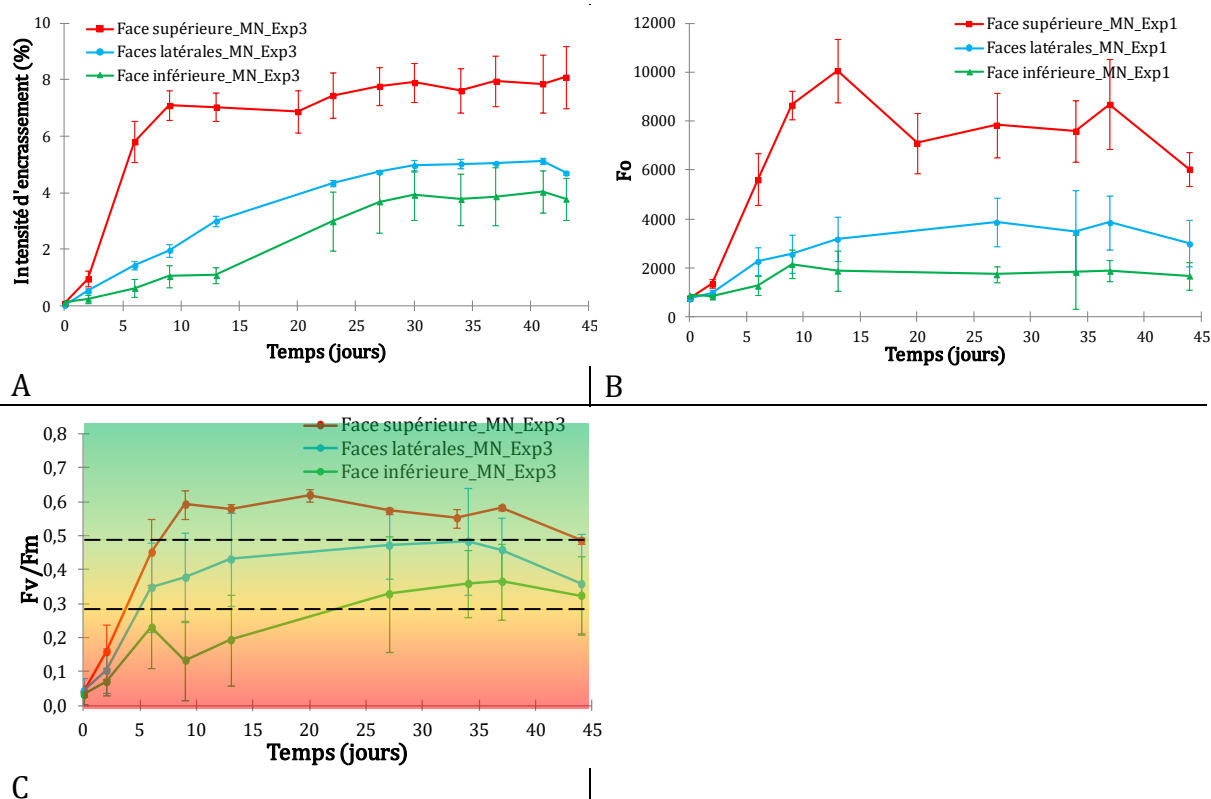 Intensité d'encrassement (%)
10
8
6
4
2
0
Face supérieure_MN_Exp3
Faces latérales_MN_Exp3
Face inférieure_MN_Exp3
0 5 10 15 20 25 30 35 40 45
Temps (jours)
A
Fo
12000
10000
8000
6000
4000
2000
0
Face supérieure_MN_Exp1
Faces latérales_MN_Exp1
Face inférieure_MN_Exp1
0 5 10 15 20 25 30 35 40 45
Temps (jours)
B
Fv/Fm
0,8
0,7
0,6
0,5
0,4
0,3
0,2
0,1
0,0
Face supérieure_MN_Exp3
Faces latérales_MN_Exp3
Face inférieure_MN_Exp3
0 5 10 15 20 25 30 35 40 45
Temps (jours)
C